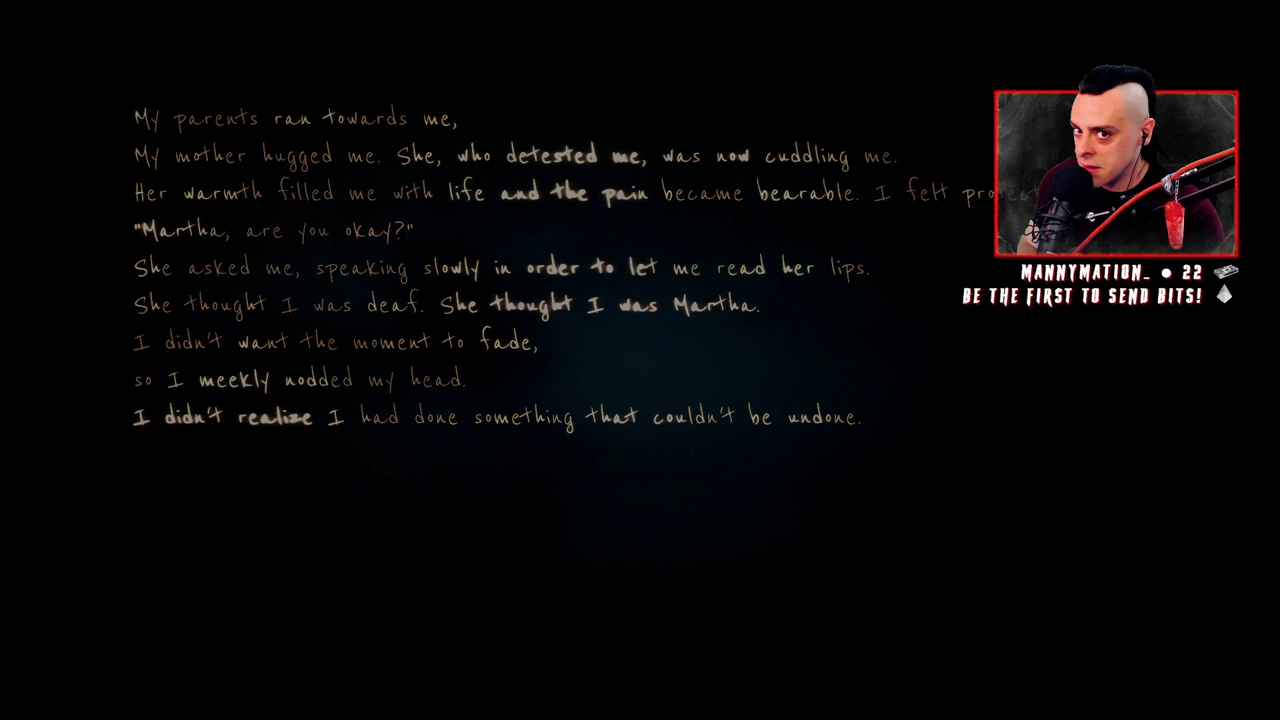 My parents ran towards me,
My mother hugged me. She, who detested me, was now cuddling me.
Her warmth filled me with life and the pain became bearable. I felt
"Martha, are you okay?"
She asked me, speaking slowly in order to let me read her lips.
She thought I was deaf. She thought I was Martha.
I didn't want the moment to fade,
so I meekly nodded my head.
I didn't realize I had done something that couldn't be undone.
MANNYMATION_ • 22
BE THE FIRST TO SEND BITS!